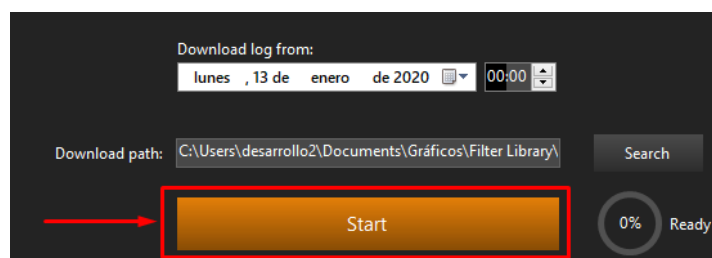 Download log from:
lunes , 13 de enero de 2020 00:00
Download path: C:\Users\desarrollo2\Documents\Gráficos\Filter Library\ Search
Start 0% Ready